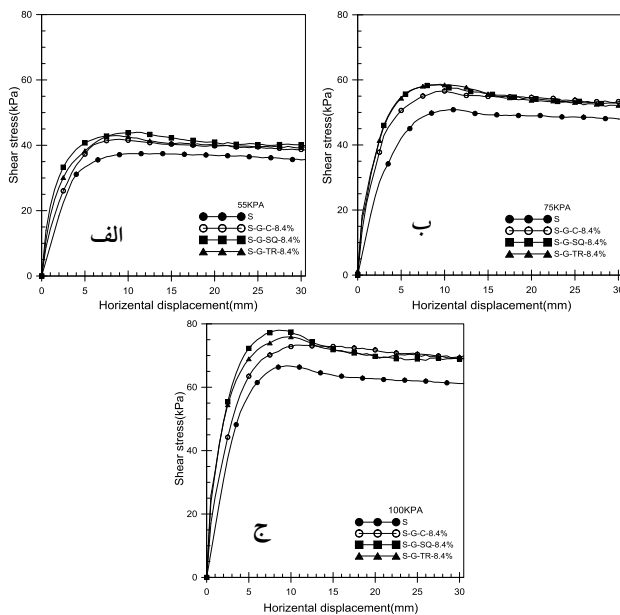 80
60
40
20
0
Shear stress(kPa)
0 5 10 15 20 25 30
Horizental displacement(mm)
الف
55KPA
S
S-G-C-8.4%
S-G-SQ-8.4%
S-G-TR-8.4%
80
60
40
20
0
Shear stress(kPa)
0 5 10 15 20 25 30
Horizental displacement(mm)
ب
75KPA
S
S-G-C-8.4%
S-G-SQ-8.4%
S-G-TR-8.4%
80
60
40
20
0
Shear stress(kPa)
0 5 10 15 20 25 30
Horizental displacement(mm)
ج
100KPA
S
S-G-C-8.4%
S-G-SQ-8.4%
S-G-TR-8.4%